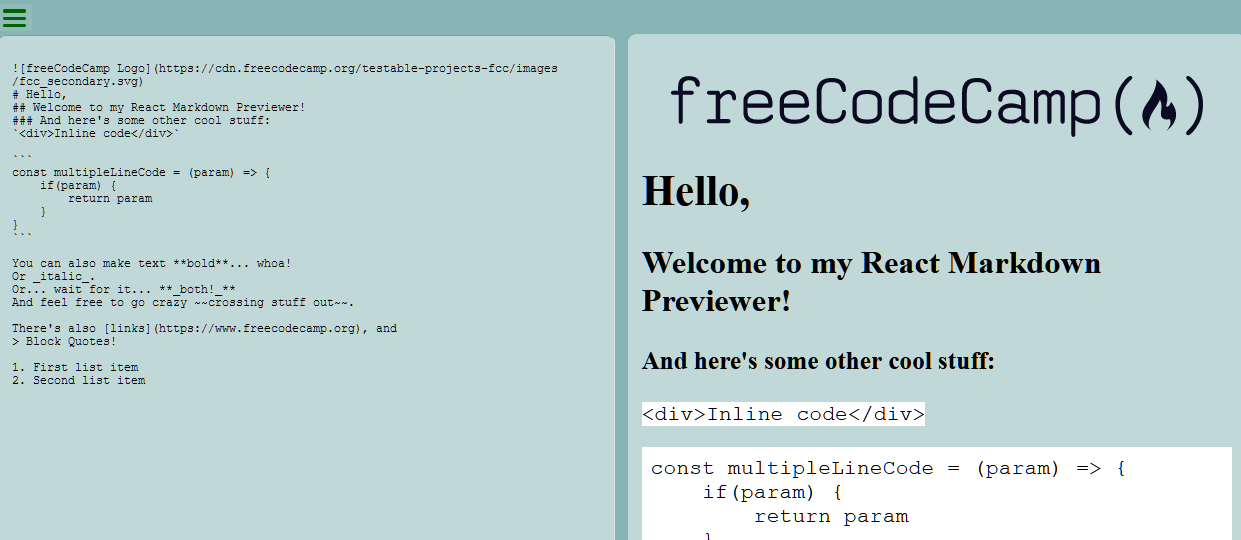 ![freeCodeCamp Logo](https://cdn.freecodecamp.org/testable-projects-fcc/images
/fcc_secondary.svg)
# Hello,
## Welcome to my React Markdown Previewer!
### And here's some other cool stuff:
`<div>Inline code</div>`
```
const multipleLineCode = (param) => {
    if(param) {
        return param
    }
}
```
You can also make text **bold**... whoa!
Or _italic_.
Or... wait for it... **_both!_**
And feel free to go crazy ~~crossing stuff out~~.
There's also [links](https://www.freecodecamp.org), and
> Block Quotes!
1. First list item
2. Second list item
freeCodeCamp(🔥)
Hello,
Welcome to my React Markdown
Previewer!
And here's some other cool stuff:
<div>Inline code</div>
const multipleLineCode = (param) => {
    if(param) {
        return param
    }